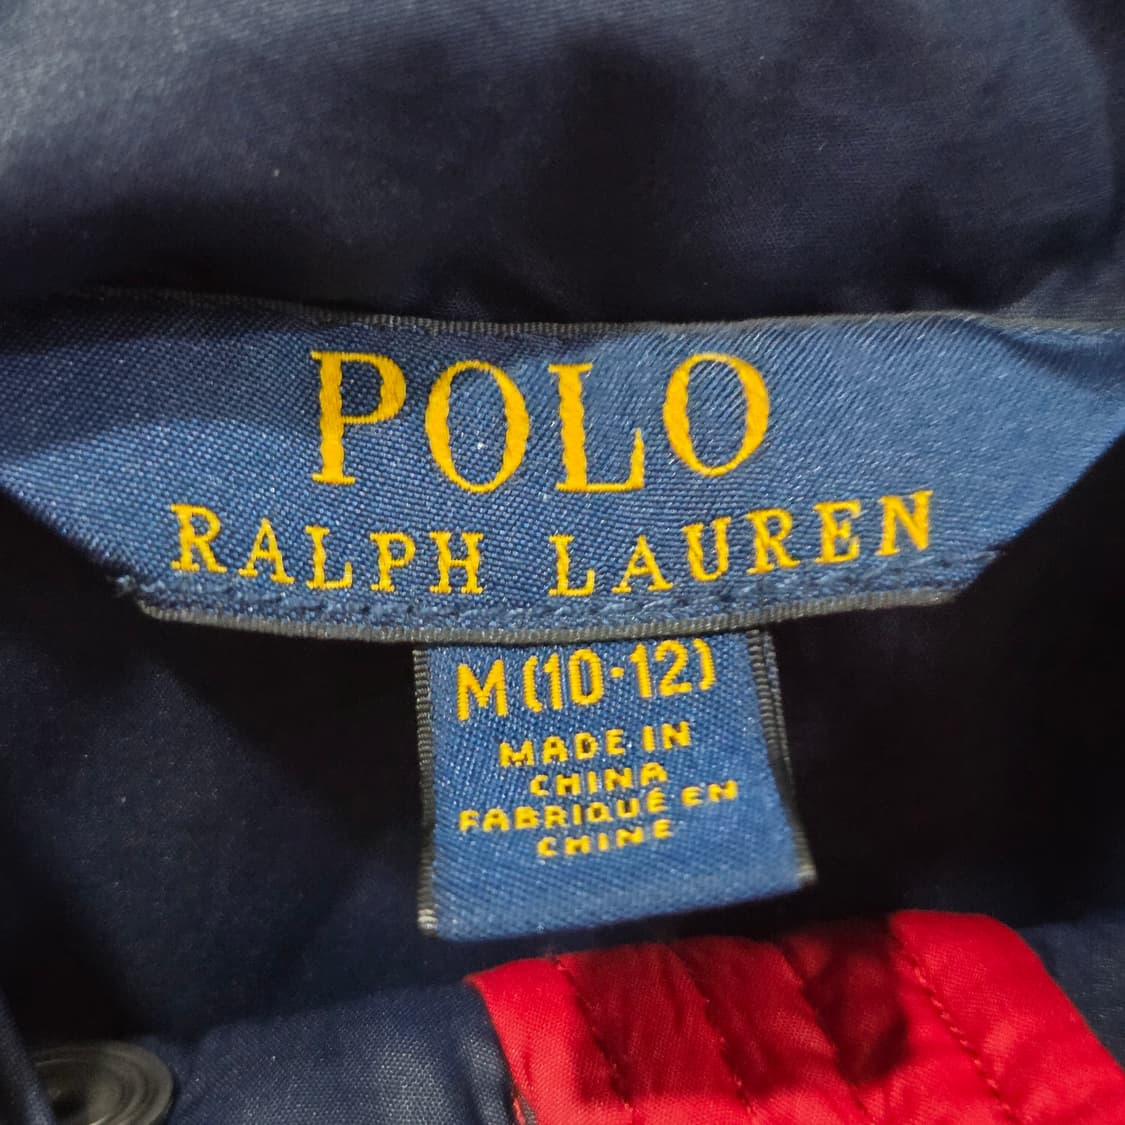 POLO
RALPH LAUREN
M (10-12)
MADE IN
CHINA
FABRIQUÉ EN
CHINE